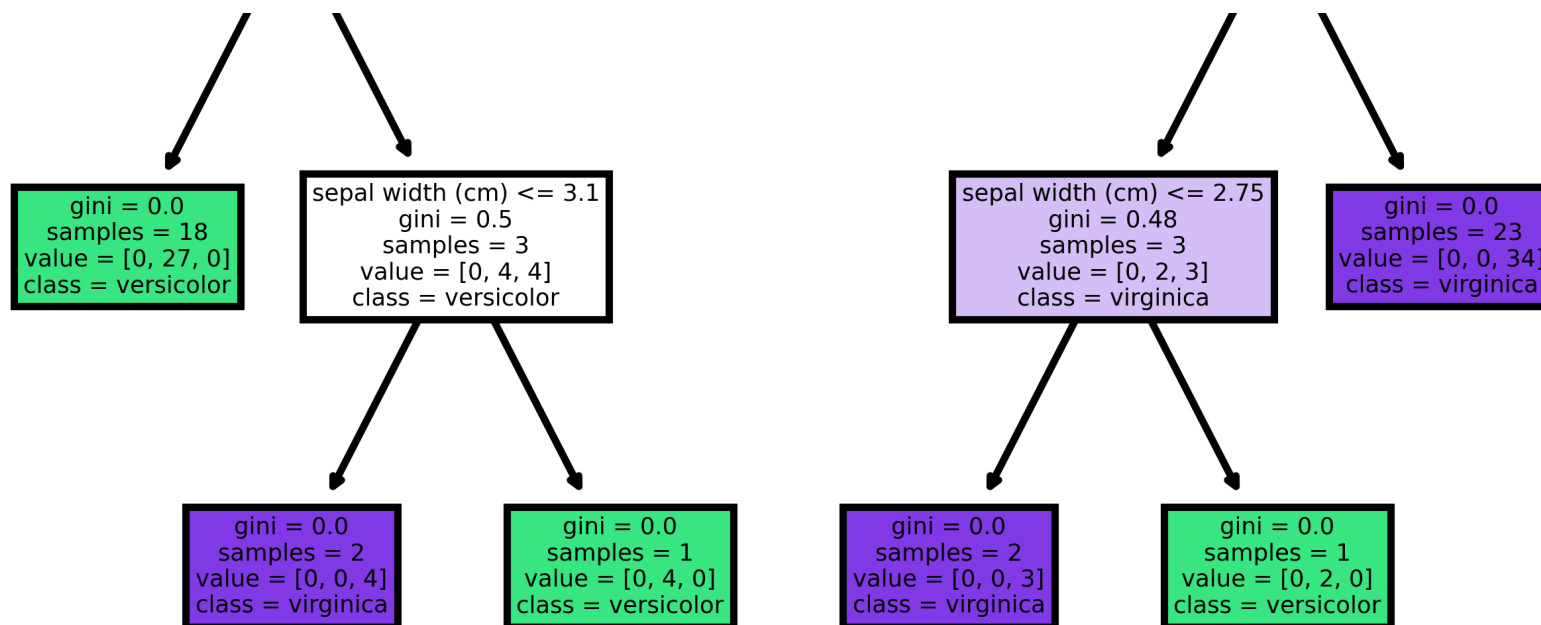 gini = 0.0
samples = 18
value = [0, 27, 0]
class = versicolor
sepal width (cm) <= 3.1
gini = 0.5
samples = 3
value = [0, 4, 4]
class = versicolor
sepal width (cm) <= 2.75
gini = 0.48
samples = 3
value = [0, 2, 3]
class = virginica
gini = 0.0
samples = 23
value = [0, 0, 34]
class = virginica
gini = 0.0
samples = 2
value = [0, 0, 4]
class = virginica
gini = 0.0
samples = 1
value = [0, 4, 0]
class = versicolor
gini = 0.0
samples = 2
value = [0, 0, 3]
class = virginica
gini = 0.0
samples = 1
value = [0, 2, 0]
class = versicolor